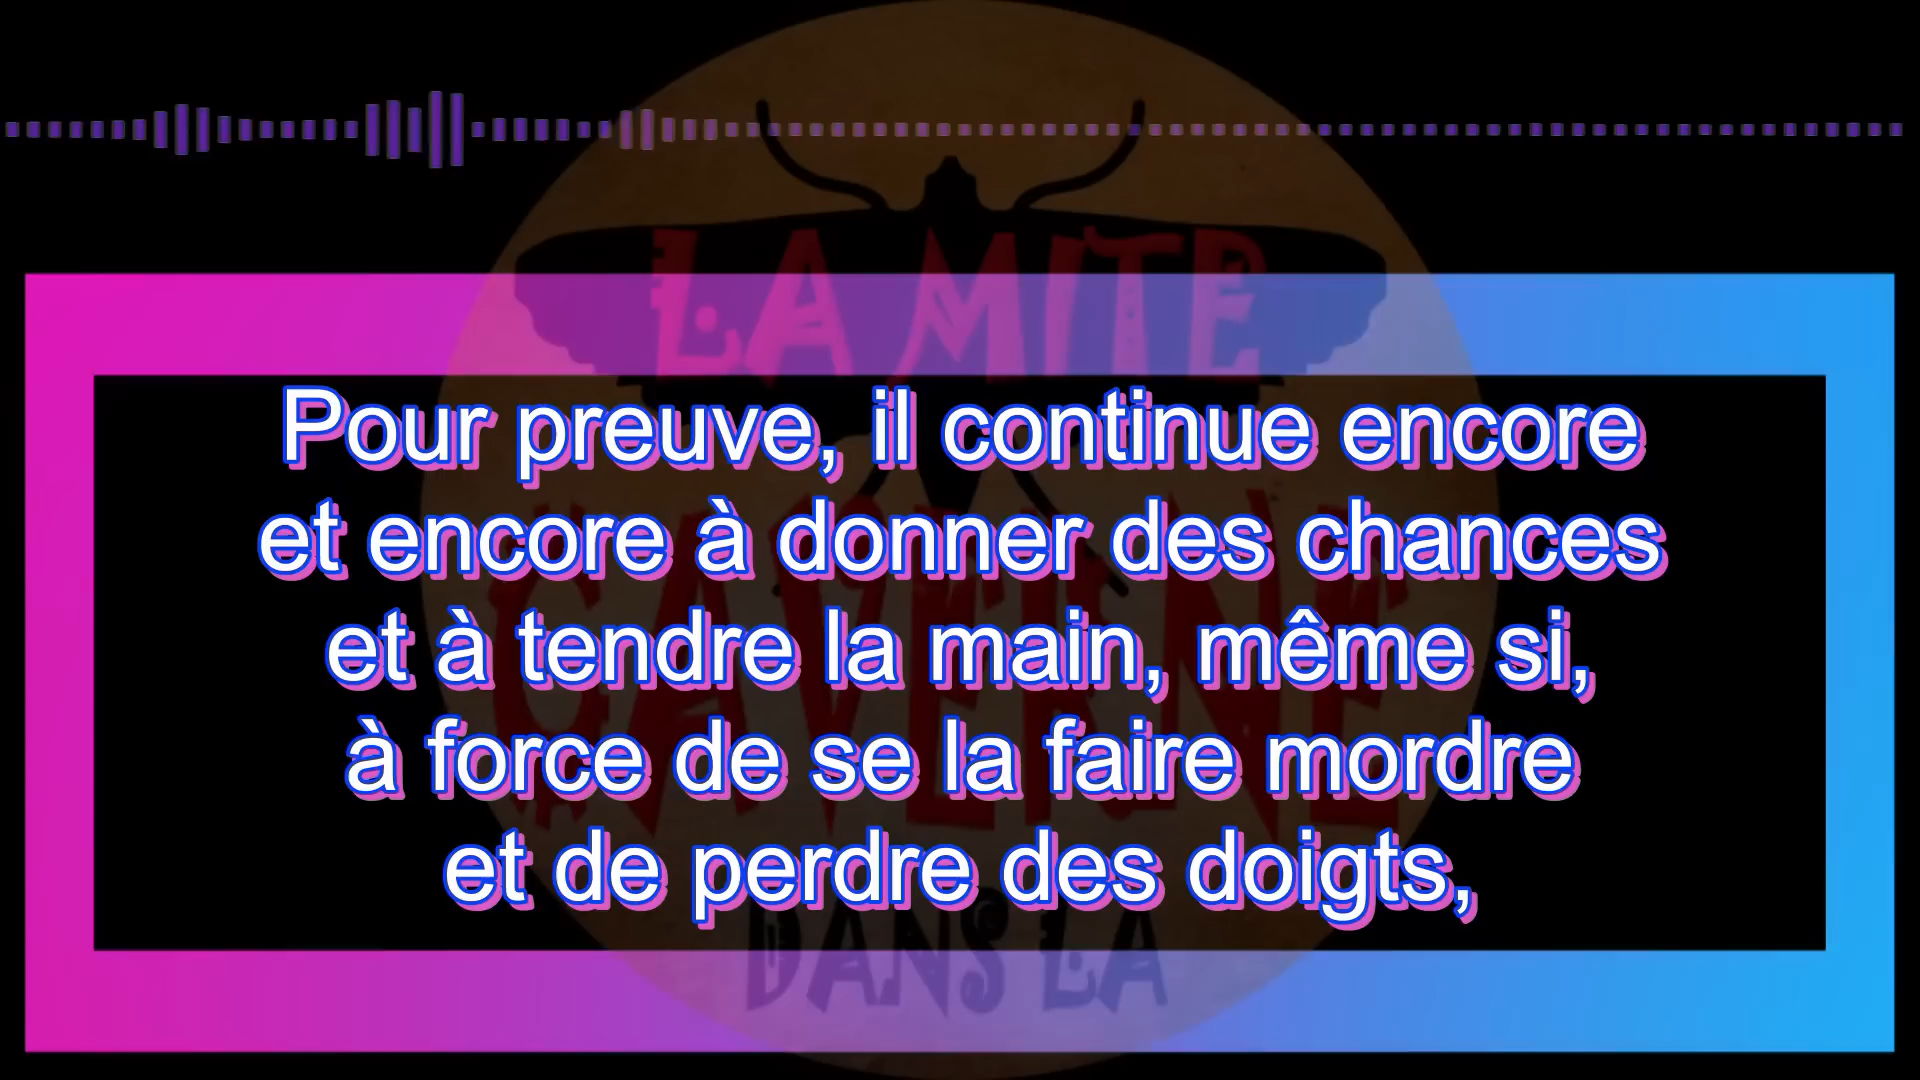 LA MITE
Pour preuve, il continue encore
et encore à donner des chances
et à tendre la main, même si,
à force de se la faire mordre
et de perdre des doigts,
CAVERNE
DANS LA